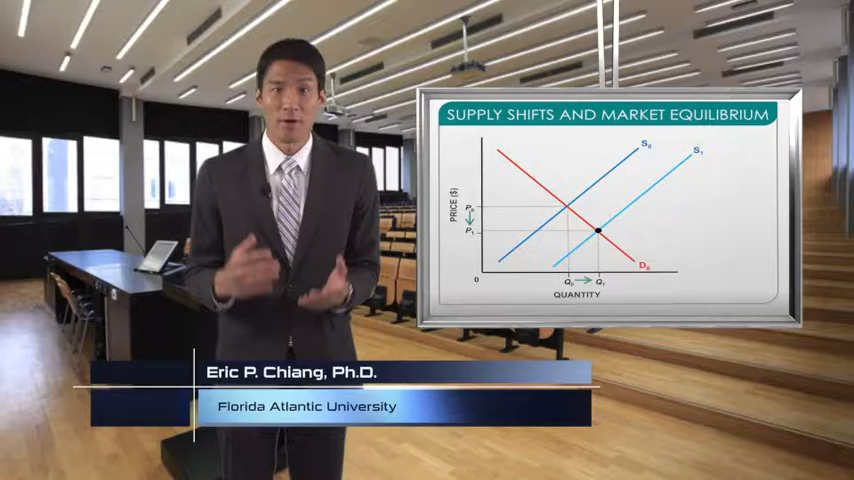 SUPPLY SHIFTS AND MARKET EQUILIBRIUM
S₀
S₁
PRICE ($)
P₀
P₁
D₀
0
Q₀
Q₁
QUANTITY
Eric P. Chiang, Ph.D.
Florida Atlantic University